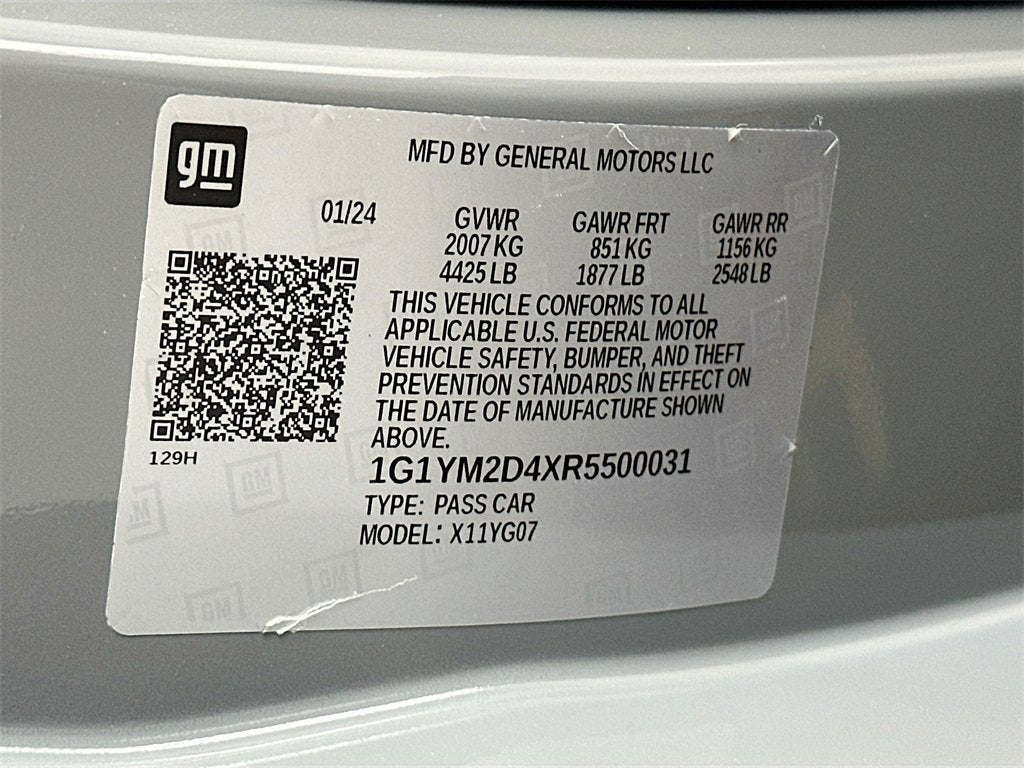 gm
MFD BY GENERAL MOTORS LLC
01/24 GVWR GAWR FRT GAWR RR
2007 KG 851 KG 1156 KG
4425 LB 1877 LB 2548 LB
THIS VEHICLE CONFORMS TO ALL
APPLICABLE U.S. FEDERAL MOTOR
VEHICLE SAFETY, BUMPER, AND THEFT
PREVENTION STANDARDS IN EFFECT ON
THE DATE OF MANUFACTURE SHOWN
ABOVE.
129H
1G1YM2D4XR5500031
TYPE: PASS CAR
MODEL: X11YG07